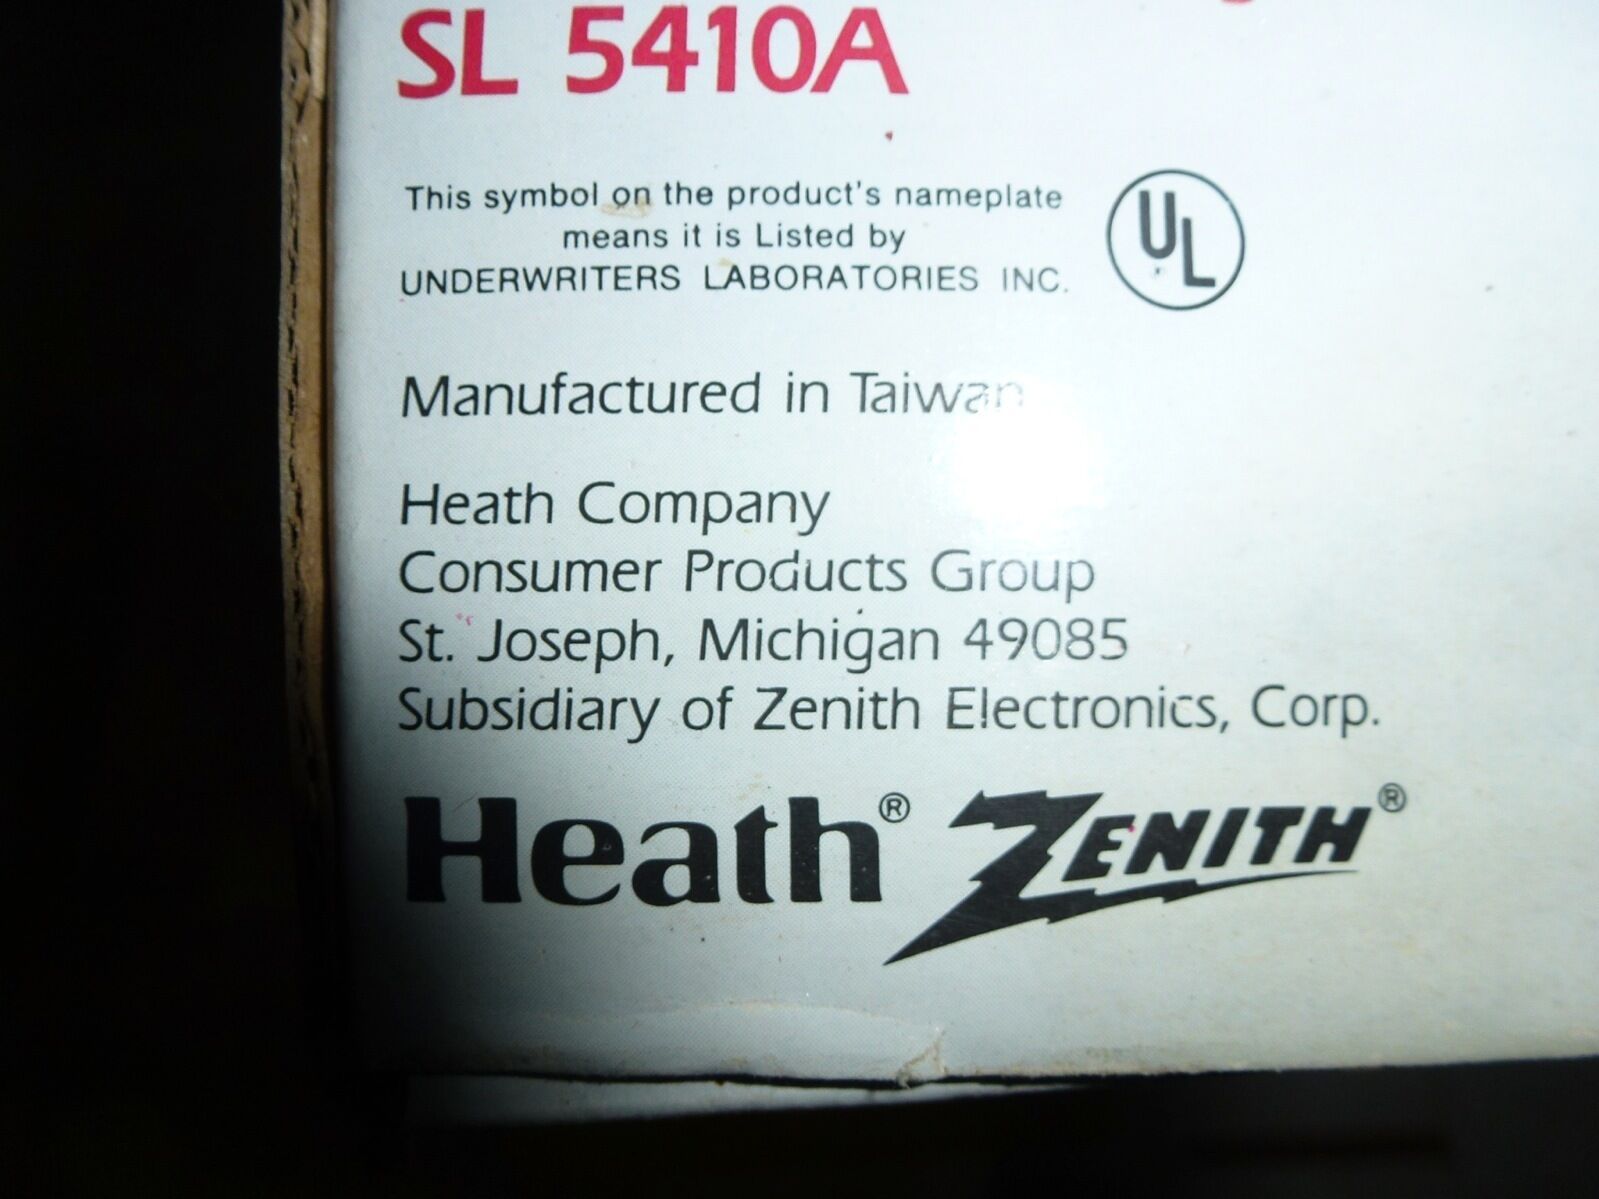 SL 5410A
This symbol on the product's nameplate
means it is Listed by
UNDERWRITERS LABORATORIES INC.
UL
Manufactured in Taiwan
Heath Company
Consumer Products Group
St. Joseph, Michigan 49085
Subsidiary of Zenith Electronics, Corp.
Heath® ZENITH®